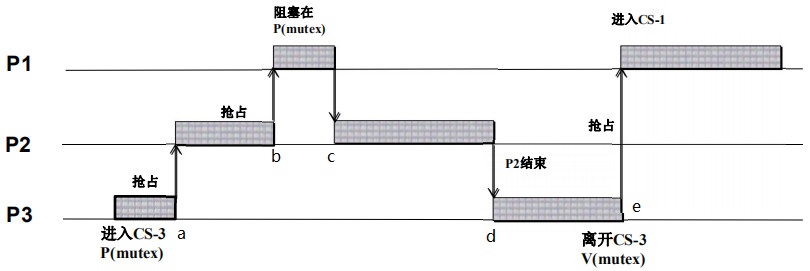 阻塞在
P(mutex)
进入CS-1
P1
抢占
抢占
b
c
P2
P2结束
抢占
P3
a
d
e
进入CS-3
P(mutex)
离开CS-3
V(mutex)